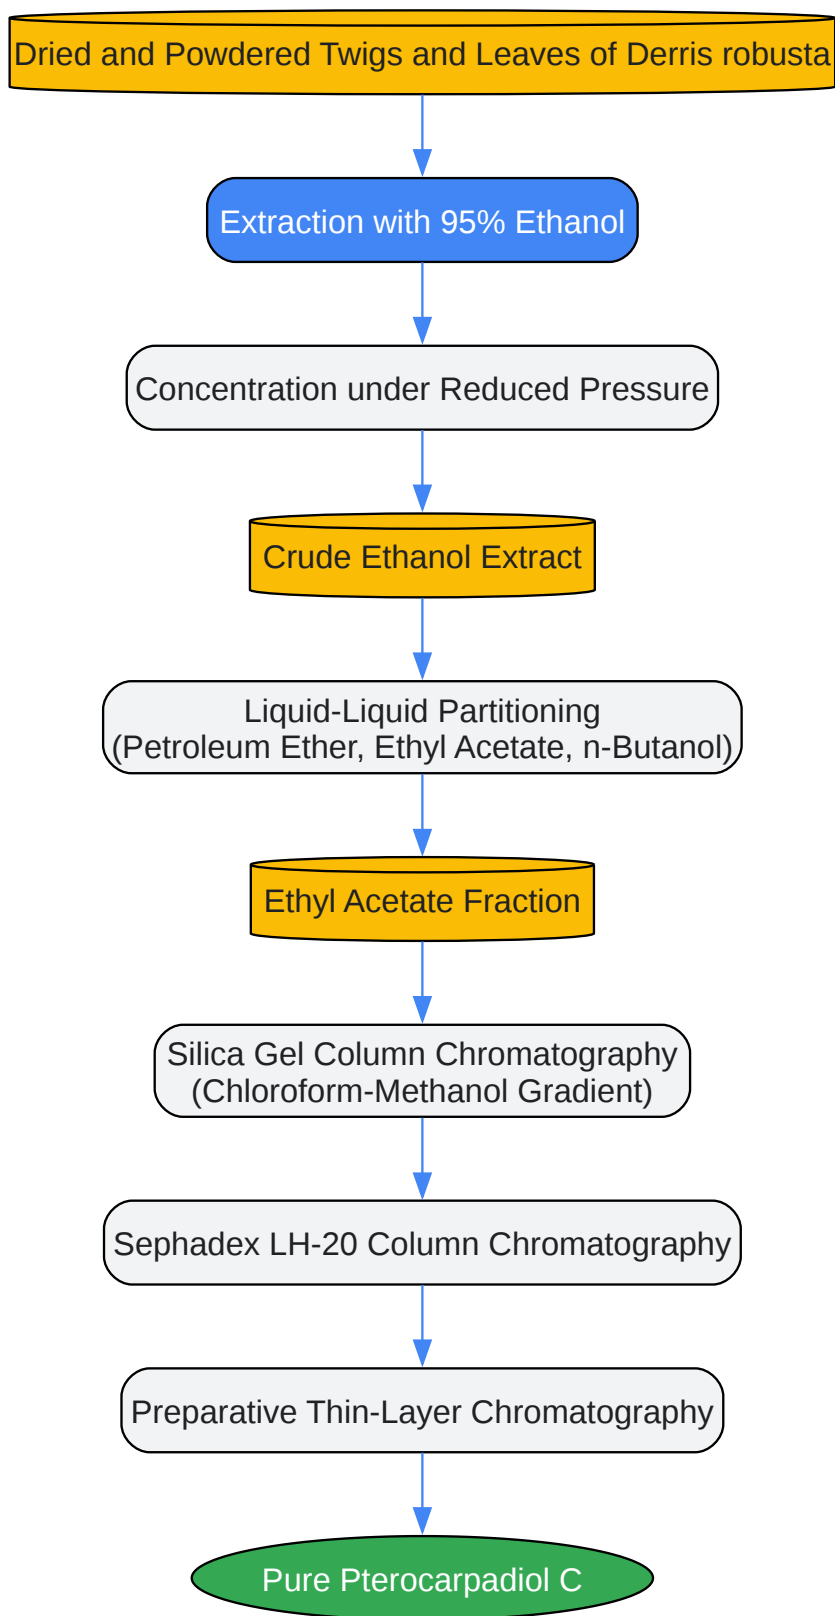 Dried and Powdered Twigs and Leaves of Derris robusta
Extraction with 95% Ethanol
Concentration under Reduced Pressure
Crude Ethanol Extract
Liquid-Liquid Partitioning
(Petroleum Ether, Ethyl Acetate, n-Butanol)
Ethyl Acetate Fraction
Silica Gel Column Chromatography
(Chloroform-Methanol Gradient)
Sephadex LH-20 Column Chromatography
Preparative Thin-Layer Chromatography
Pure Pterocarpadiol C